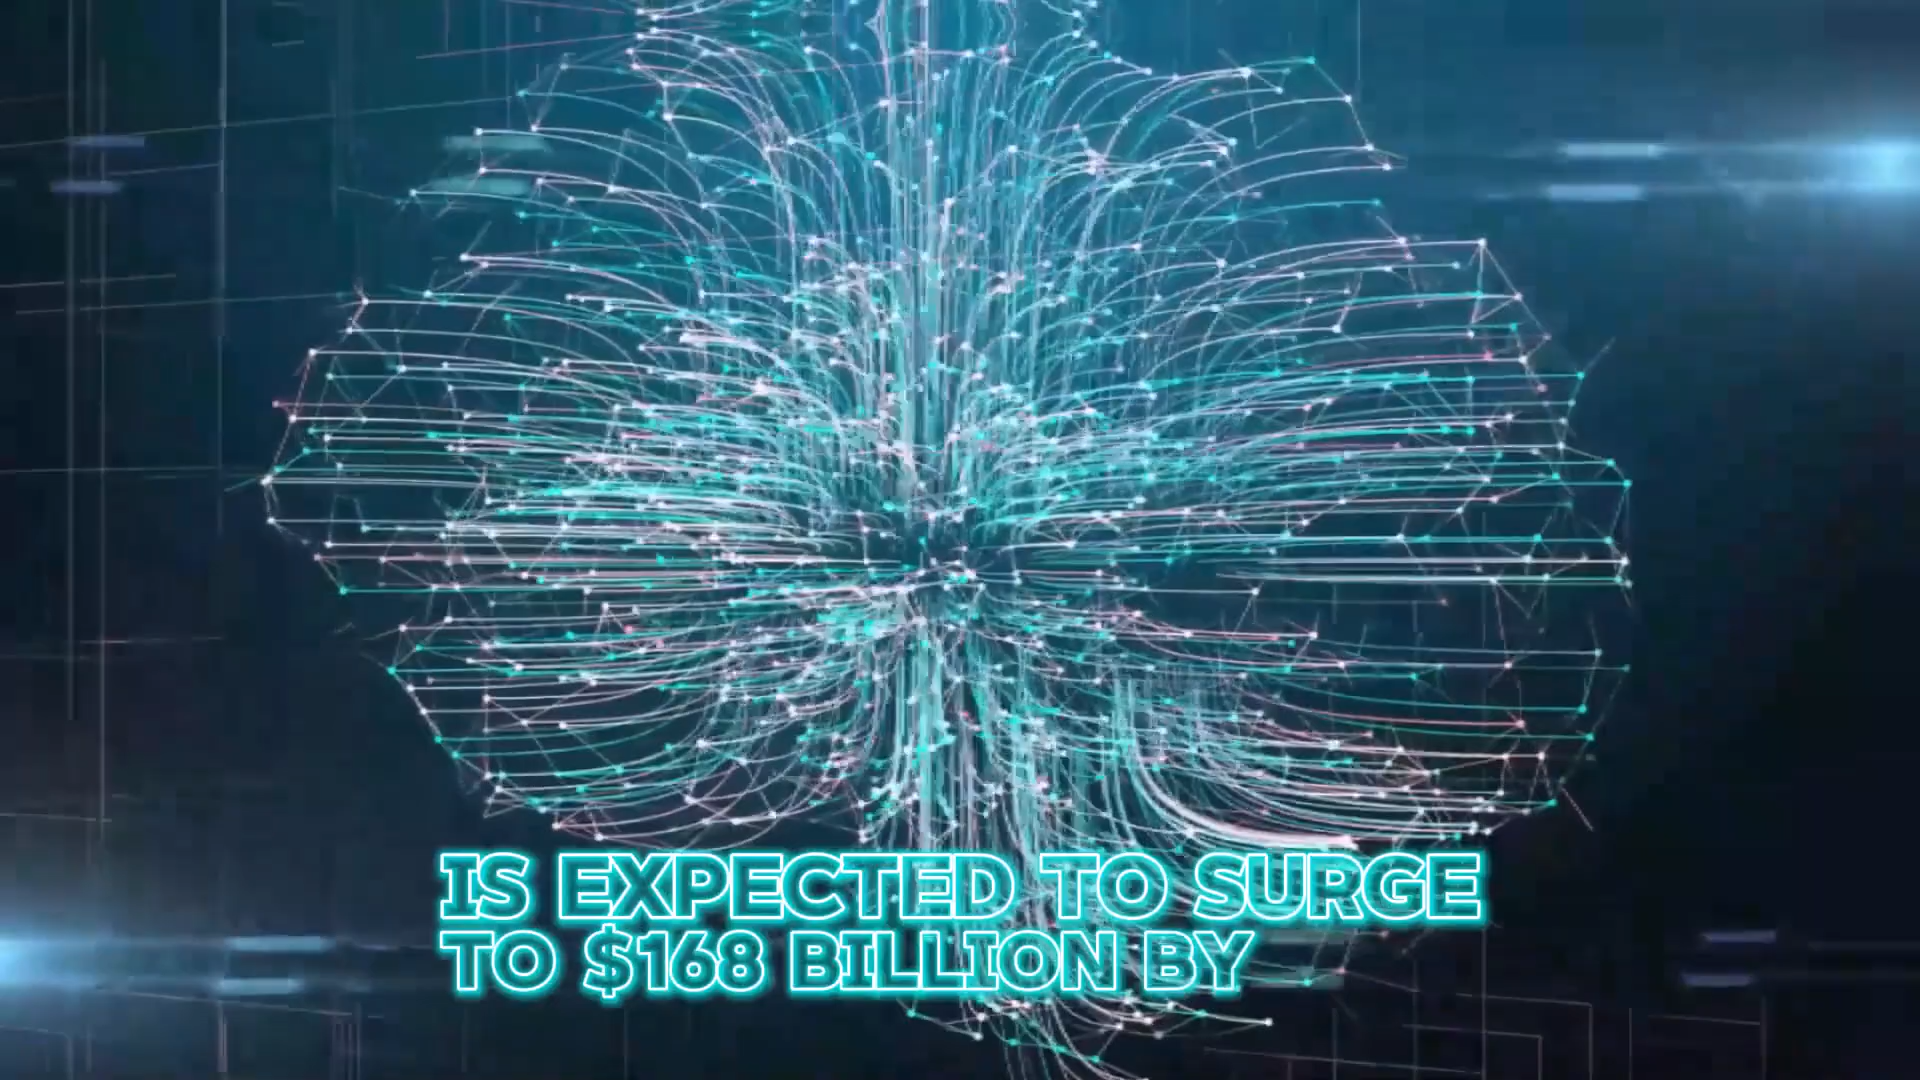 IS EXPECTED TO SURGE
TO $168 BILLION BY